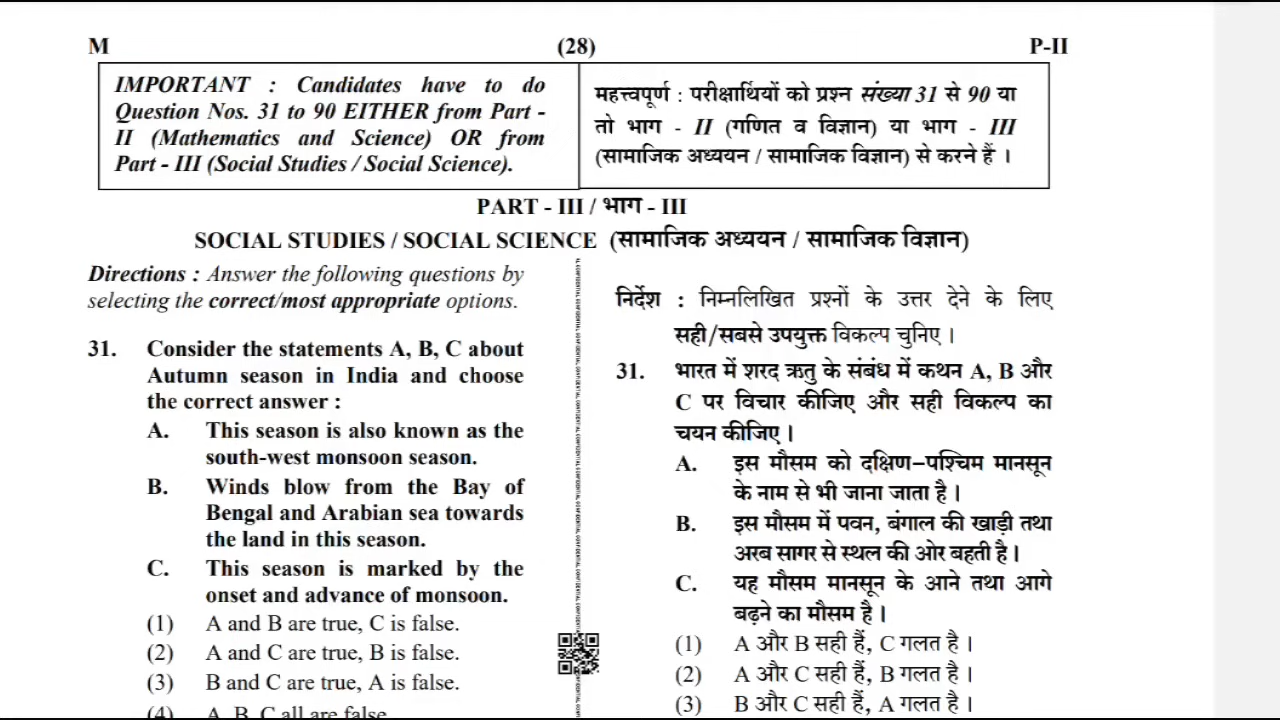 M
(28)
P-II
IMPORTANT : Candidates have to do
Question Nos. 31 to 90 EITHER from Part -
II (Mathematics and Science) OR from
Part - III (Social Studies / Social Science).
महत्त्वपूर्ण : परीक्षार्थियों को प्रश्न संख्या 31 से 90 या
तो भाग - II (गणित व विज्ञान) या भाग - III
(सामाजिक अध्ययन / सामाजिक विज्ञान) से करने हैं ।
PART - III / भाग - III
SOCIAL STUDIES / SOCIAL SCIENCE (सामाजिक अध्ययन / सामाजिक विज्ञान)
Directions : Answer the following questions by
selecting the correct/most appropriate options.
31. Consider the statements A, B, C about
Autumn season in India and choose
the correct answer :
A. This season is also known as the
south-west monsoon season.
B. Winds blow from the Bay of
Bengal and Arabian sea towards
the land in this season.
C. This season is marked by the
onset and advance of monsoon.
(1) A and B are true, C is false.
(2) A and C are true, B is false.
(3) B and C are true, A is false.
(4) A, B, C all are false.
निर्देश : निम्नलिखित प्रश्नों के उत्तर देने के लिए
सही/सबसे उपयुक्त विकल्प चुनिए ।
31. भारत में शरद ऋतु के संबंध में कथन A, B और
C पर विचार कीजिए और सही विकल्प का
चयन कीजिए ।
A. इस मौसम को दक्षिण-पश्चिम मानसून
के नाम से भी जाना जाता है ।
B. इस मौसम में पवन, बंगाल की खाड़ी तथा
अरब सागर से स्थल की ओर बहती है ।
C. यह मौसम मानसून के आने तथा आगे
बढ़ने का मौसम है ।
(1) A और B सही हैं, C गलत है ।
(2) A और C सही हैं, B गलत है ।
(3) B और C सही हैं, A गलत है ।